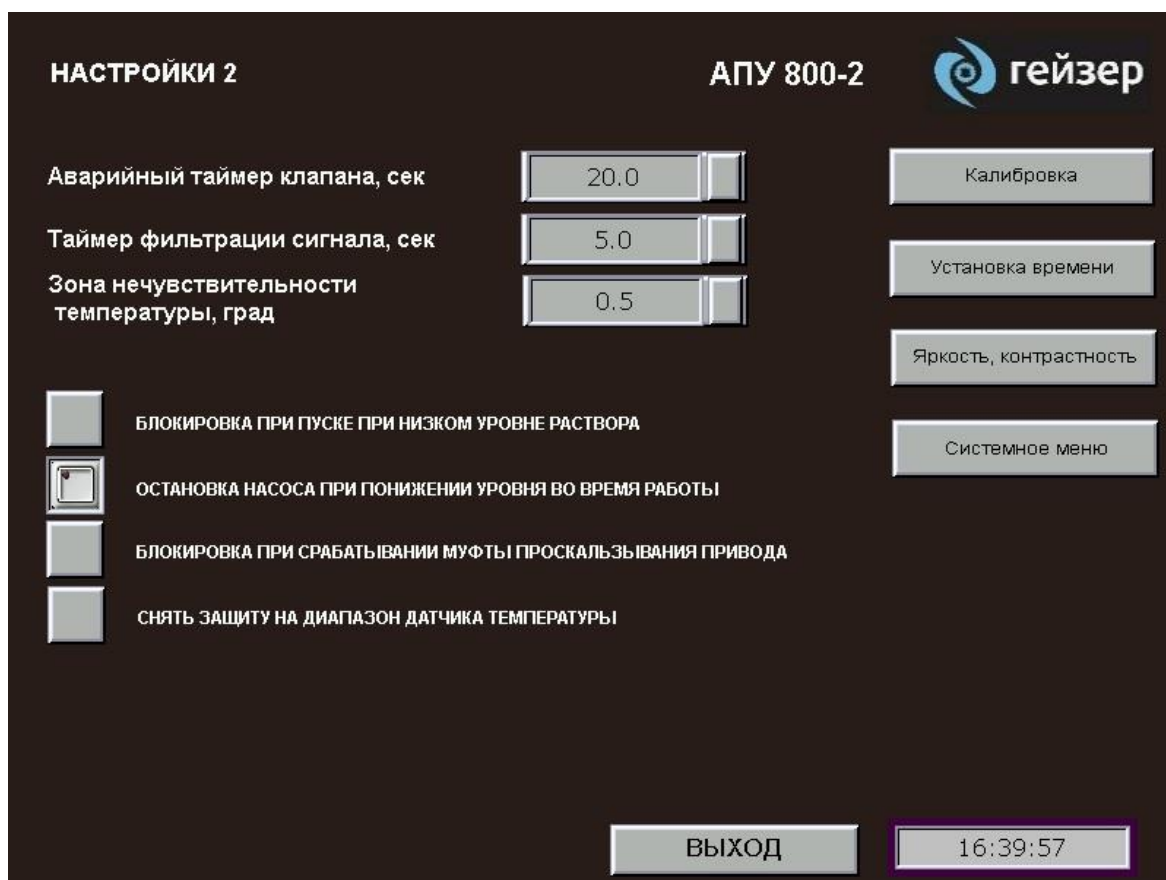 НАСТРОЙКИ 2
АПУ 800-2
гейзер
Аварийный таймер клапана, сек
20.0
Калибровка
Таймер фильтрации сигнала, сек
5.0
Установка времени
Зона нечувствительности
температуры, град
0.5
Яркость, контрастность
БЛОКИРОВКА ПРИ ПУСКЕ ПРИ НИЗКОМ УРОВНЕ РАСТВОРА
Системное меню
ОСТАНОВКА НАСОСА ПРИ ПОНИЖЕНИИ УРОВНЯ ВО ВРЕМЯ РАБОТЫ
БЛОКИРОВКА ПРИ СРАБАТЫВАНИИ МУФТЫ ПРОСКАЛЬЗЫВАНИЯ ПРИВОДА
СНЯТЬ ЗАЩИТУ НА ДИАПАЗОН ДАТЧИКА ТЕМПЕРАТУРЫ
ВЫХОД
16:39:57